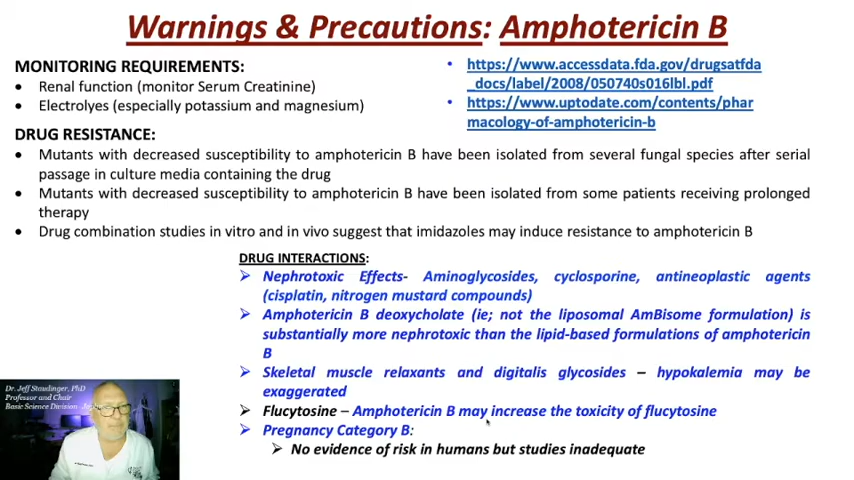 Warnings & Precautions: Amphotericin B
MONITORING REQUIREMENTS:
• Renal function (monitor Serum Creatinine)
• Electrolyes (especially potassium and magnesium)
• https://www.accessdata.fda.gov/drugsatfda
_docs/label/2008/050740s016lbl.pdf
• https://www.uptodate.com/contents/phar
macology-of-amphotericin-b
DRUG RESISTANCE:
• Mutants with decreased susceptibility to amphotericin B have been isolated from several fungal species after serial
passage in culture media containing the drug
• Mutants with decreased susceptibility to amphotericin B have been isolated from some patients receiving prolonged
therapy
• Drug combination studies in vitro and in vivo suggest that imidazoles may induce resistance to amphotericin B
DRUG INTERACTIONS:
➢ Nephrotoxic Effects- Aminoglycosides, cyclosporine, antineoplastic agents
(cisplatin, nitrogen mustard compounds)
➢ Amphotericin B deoxycholate (ie; not the liposomal AmBisome formulation) is
substantially more nephrotoxic than the lipid-based formulations of amphotericin
B
➢ Skeletal muscle relaxants and digitalis glycosides – hypokalemia may be
exaggerated
➢ Flucytosine – Amphotericin B may increase the toxicity of flucytosine
➢ Pregnancy Category B:
➢ No evidence of risk in humans but studies inadequate
Dr. Jeff Staudinger, PhD
Professor and Chair
Basic Science Division